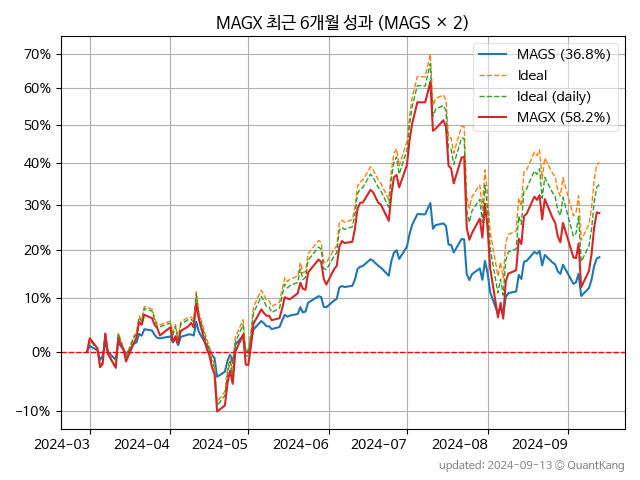 MAGX 최근 6개월 성과 (MAGS × 2)
70%
60%
50%
40%
30%
20%
10%
0%
−10%
MAGS (36.8%)
Ideal
Ideal (daily)
MAGX (58.2%)
2024-03 2024-04 2024-05 2024-06 2024-07 2024-08 2024-09
updated: 2024-09-13 © QuantKang